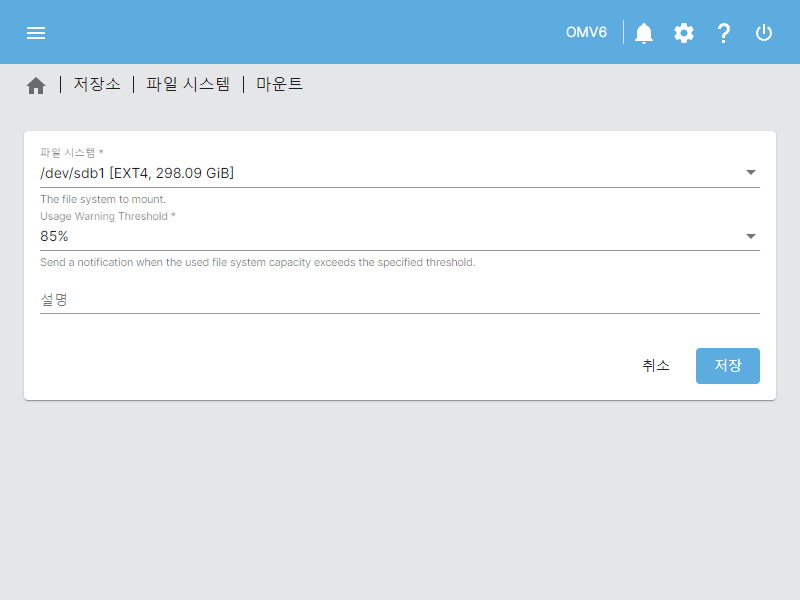 OMV6
저장소 | 파일 시스템 | 마운트
파일 시스템 *
/dev/sdb1 [EXT4, 298.09 GiB]
The file system to mount.
Usage Warning Threshold *
85%
Send a notification when the used file system capacity exceeds the specified threshold.
설명
취소 저장